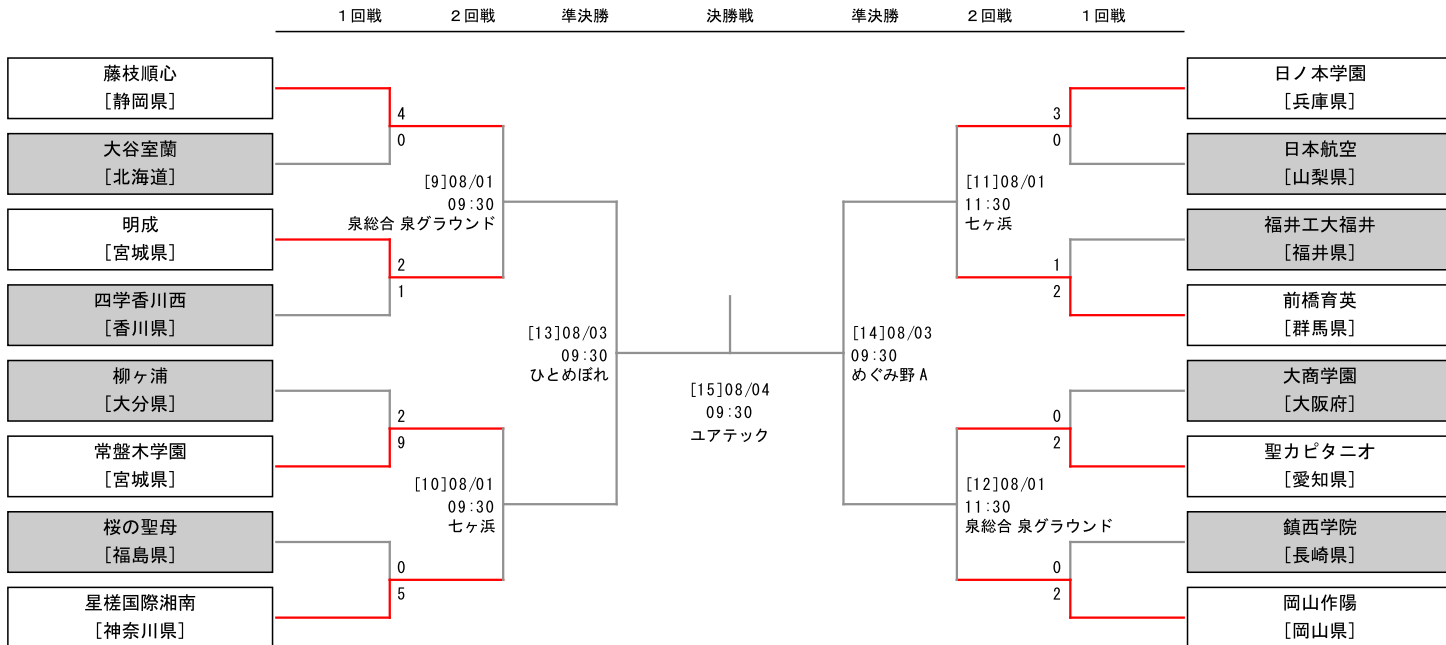 1回戦 2回戦 準決勝 決勝戦 準決勝 2回戦 1回戦
藤枝順心
[静岡県]
4
0
大谷室蘭
[北海道]
[9]08/01
09:30
泉総合 泉グラウンド
明成
[宮城県]
2
1
四学香川西
[香川県]
[13]08/03
09:30
ひとめぼれ
柳ヶ浦
[大分県]
2
9
常盤木学園
[宮城県]
[10]08/01
09:30
七ヶ浜
桜の聖母
[福島県]
0
5
星槎国際湘南
[神奈川県]
[15]08/04
09:30
ユアテック
日ノ本学園
[兵庫県]
3
0
日本航空
[山梨県]
[11]08/01
11:30
七ヶ浜
福井工大福井
[福井県]
1
2
前橋育英
[群馬県]
[14]08/03
09:30
めぐみ野 A
大商学園
[大阪府]
0
2
聖カピタニオ
[愛知県]
[12]08/01
11:30
泉総合 泉グラウンド
鎮西学院
[長崎県]
0
2
岡山作陽
[岡山県]